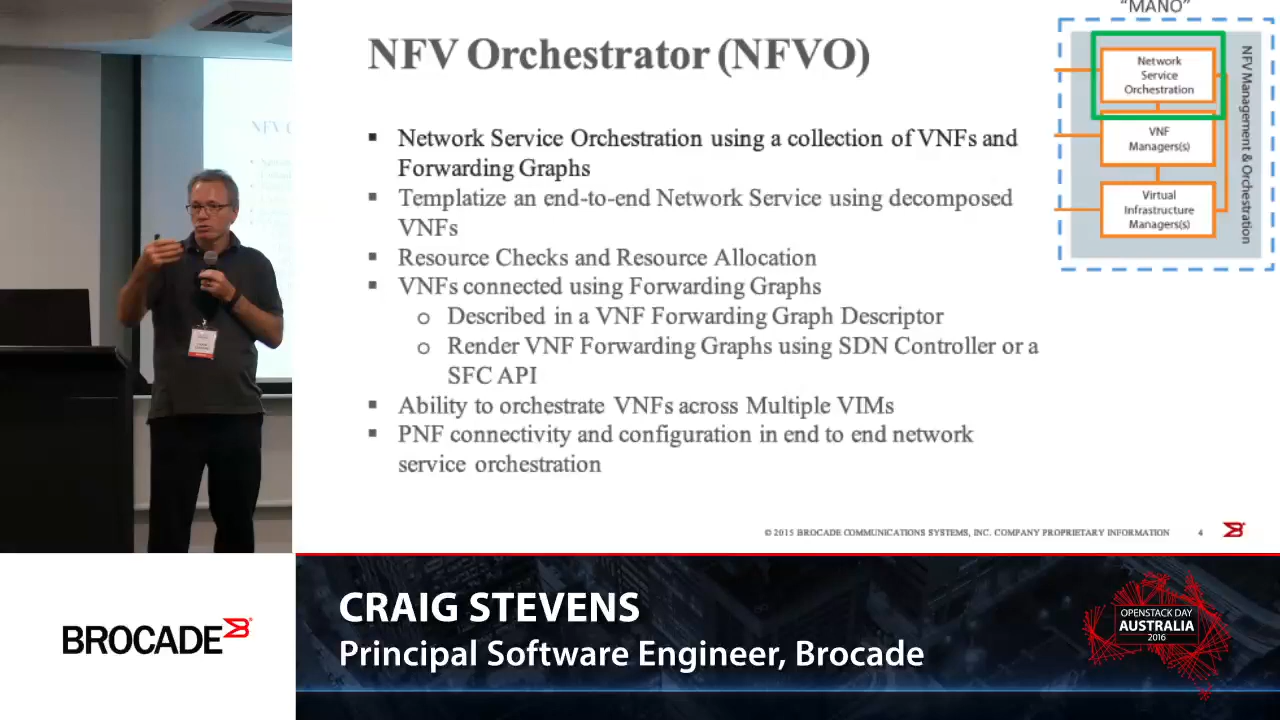 "MANO"
NFV Orchestrator (NFVO)
▪ Network Service Orchestration using a collection of VNFs and
Forwarding Graphs
▪ Templatize an end-to-end Network Service using decomposed
VNFs
▪ Resource Checks and Resource Allocation
▪ VNFs connected using Forwarding Graphs
o Described in a VNF Forwarding Graph Descriptor
o Render VNF Forwarding Graphs using SDN Controller or a
SFC API
▪ Ability to orchestrate VNFs across Multiple VIMs
▪ PNF connectivity and configuration in end to end network
service orchestration
Network
Service
Orchestration
VNF
Managers(s)
Virtual
Infrastructure
Managers(s)
NFV Management & Orchestration
© 2015 BROCADE COMMUNICATIONS SYSTEMS, INC. COMPANY PROPRIETARY INFORMATION
4
BROCADE
CRAIG STEVENS
Principal Software Engineer, Brocade
OPENSTACK DAY
AUSTRALIA
2016